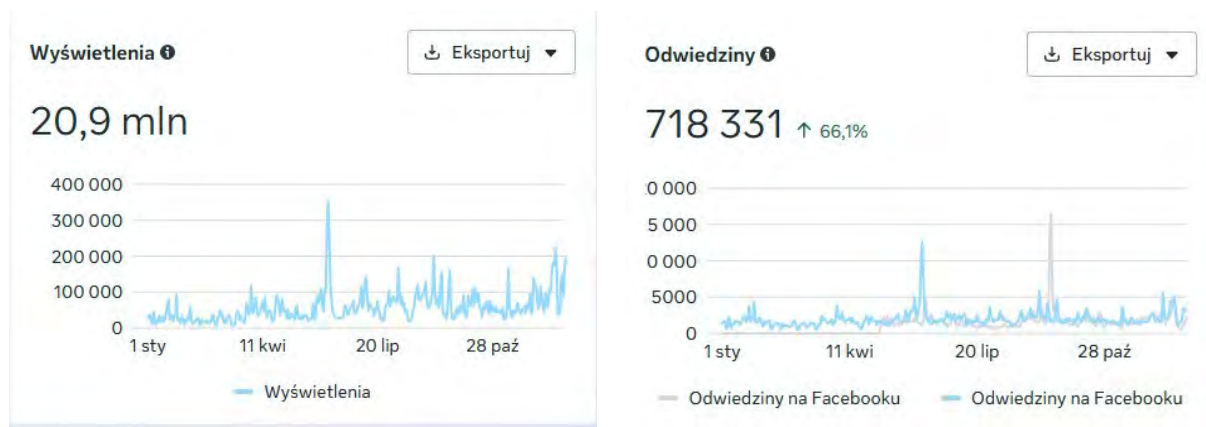 Wyświetlenia
Eksportuj
20,9 mln
400 000
300 000
200 000
100 000
0
1 sty 11 kwi 20 lip 28 paź
Wyświetlenia
Odwiedziny
Eksportuj
718 331 ↑ 66,1%
0 000
5 000
0 000
5000
0
1 sty 11 kwi 20 lip 28 paź
Odwiedziny na Facebooku Odwiedziny na Facebooku